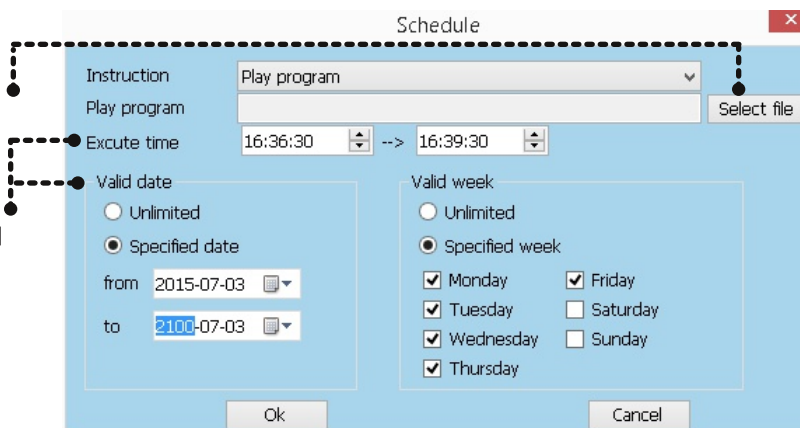 Schedule
Instruction Play program
Play program Select file
Excute time 16:36:30 --> 16:39:30
Valid date Valid week
Unlimited Unlimited
Specified date Specified week
from 2015-07-03 Monday Friday
Tuesday Saturday
to 2100-07-03 Wednesday Sunday
Thursday
Ok Cancel